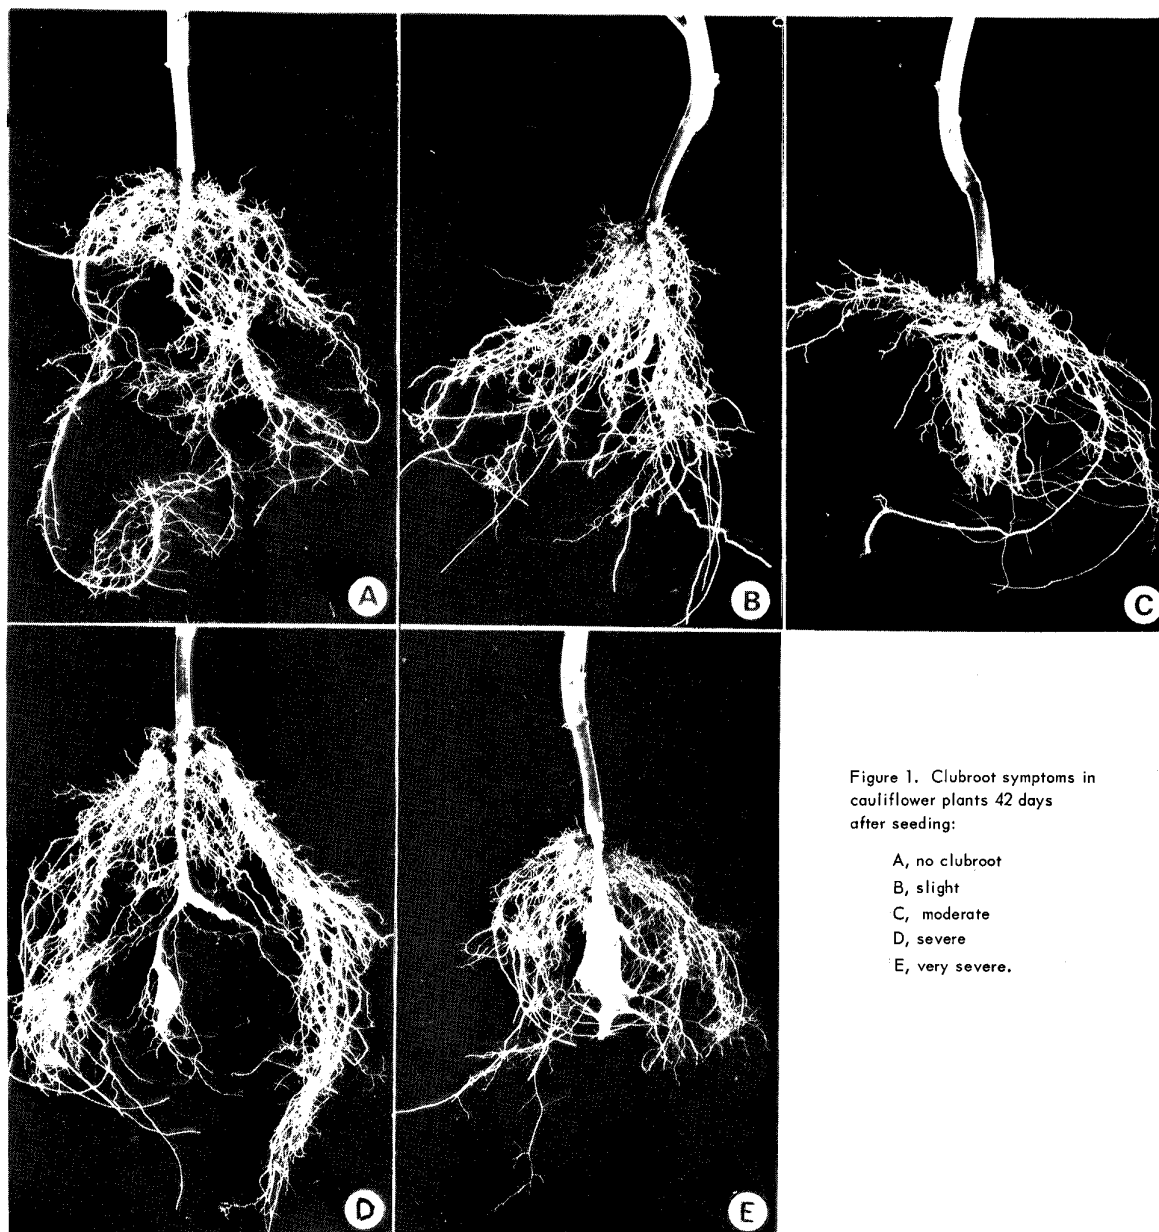 A
B
C
D
E
Figure 1. Clubroot symptoms in
cauliflower plants 42 days
after seeding:
A, no clubroot
B, slight
C, moderate
D, severe
E, very severe.